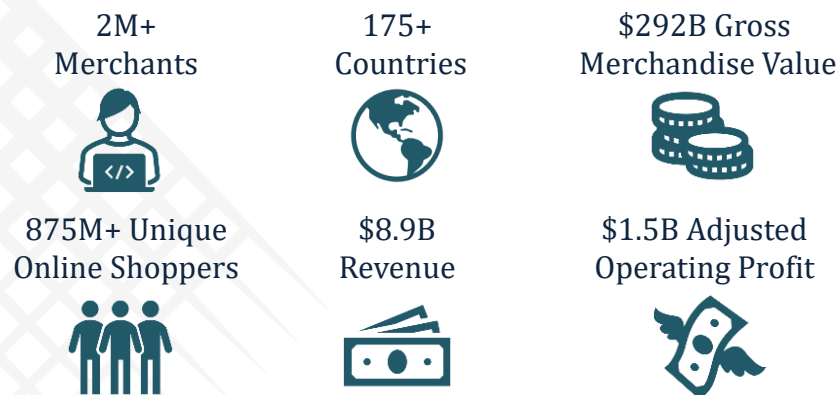 2M+
Merchants
175+
Countries
$292B Gross
Merchandise Value
</>
875M+ Unique
Online Shoppers
$8.9B
Revenue
$1.5B Adjusted
Operating Profit